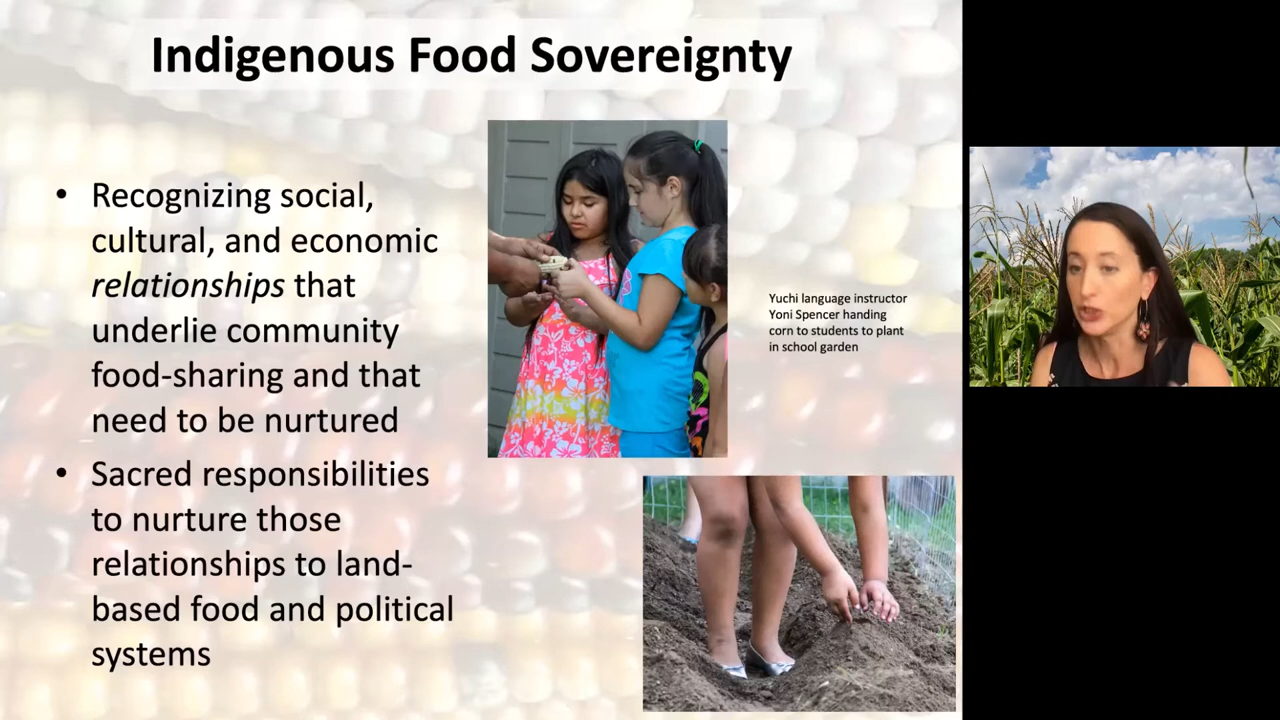 Indigenous Food Sovereignty
• Recognizing social,
cultural, and economic
relationships that
underlie community
food-sharing and that
need to be nurtured
• Sacred responsibilities
to nurture those
relationships to land-
based food and political
systems
Yuchi language instructor
Yoni Spencer handing
corn to students to plant
in school garden